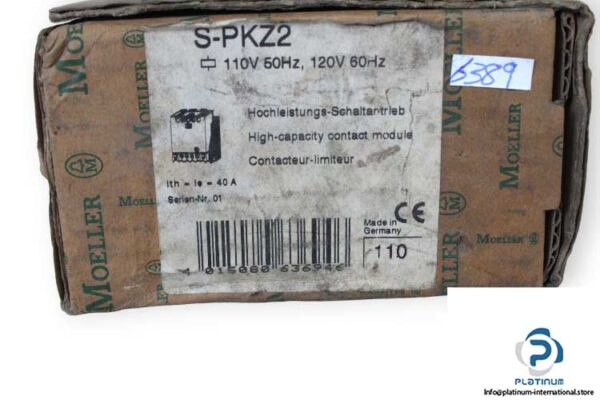 S-PKZ2
110V 50Hz, 120V 60Hz
6389
Hochleistungs-Schaltantrieb
High-capacity contact module
Contacteur-limiteur
Ith = Ie = 40 A
Serien-Nr. 01
Made in
Germany
CE
110
4 015080 636946
MOELLER
MOELLER
MOELLER
MOELLER
PLATINUM
Info@platinum-international.store